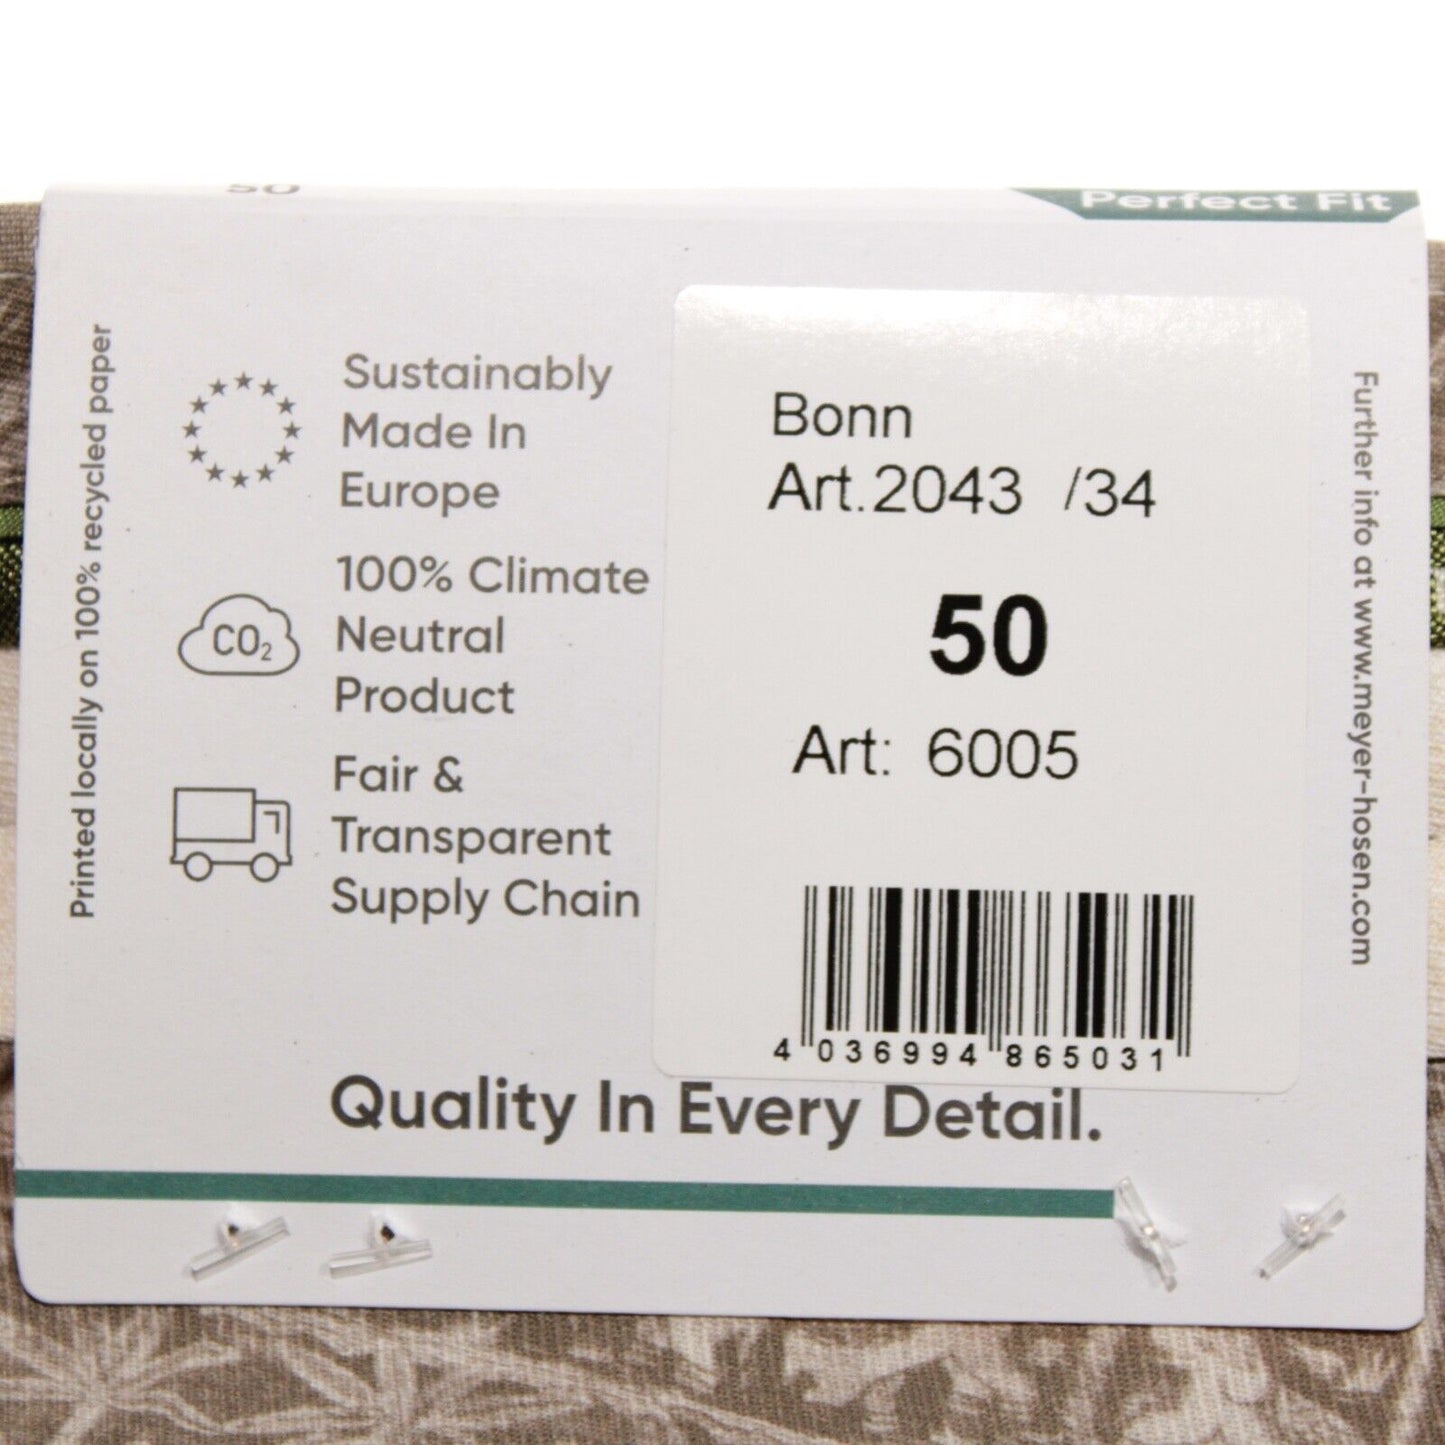 50
Perfect Fit
Printed locally on 100% recycled paper
Sustainably
Made In
Europe
CO2
100% Climate
Neutral
Product
Fair &
Transparent
Supply Chain
Bonn
Art.2043 /34
50
Art: 6005
4 036994 865031
Further info at www.meyer-hosen.com
Quality In Every Detail.